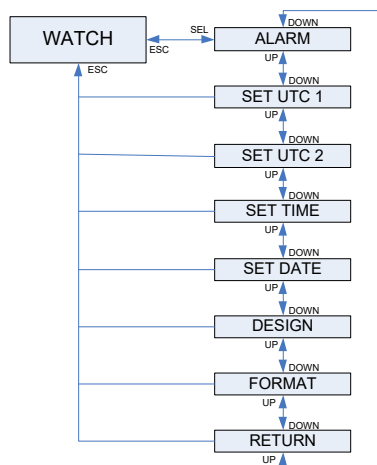 DOWN
WATCH
SEL
ALARM
ESC
ESC
UP
DOWN
SET UTC 1
UP
DOWN
SET UTC 2
UP
DOWN
SET TIME
UP
DOWN
SET DATE
UP
DOWN
DESIGN
UP
DOWN
FORMAT
UP
DOWN
RETURN
UP